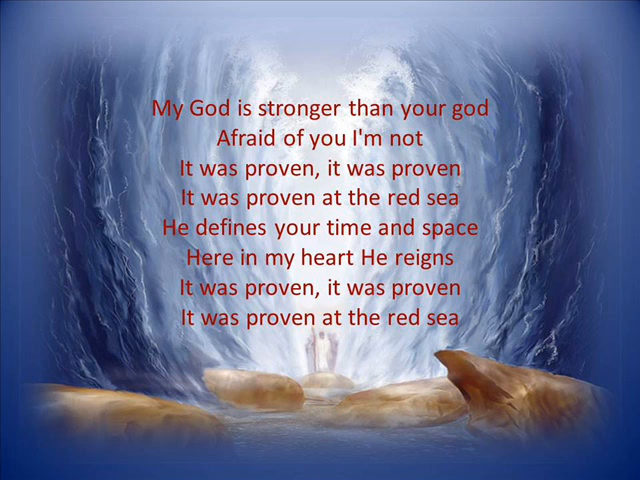 My God is stronger than your god
Afraid of you I'm not
It was proven, it was proven
It was proven at the red sea
He defines your time and space
Here in my heart He reigns
It was proven, it was proven
It was proven at the red sea